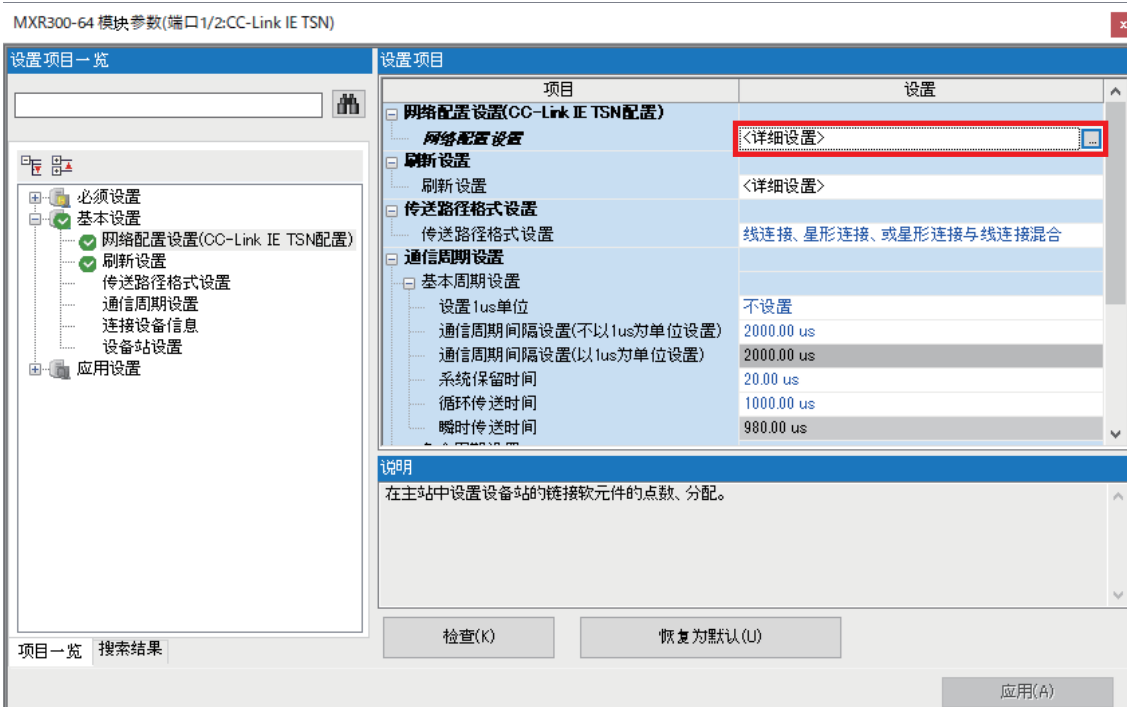 MXR300-64 模块参数(端口1/2:CC-Link IE TSN)
x
设置项目一览
必须设置
基本设置
网络配置设置(CC-Link IE TSN配置)
刷新设置
传送路径格式设置
通信周期设置
连接设备信息
设备站设置
应用设置
项目一览
搜索结果
设置项目
项目 设置
网络配置设置(CC-Link IE TSN配置)
网络配置设置 <详细设置> ...
刷新设置
刷新设置 <详细设置>
传送路径格式设置
传送路径格式设置 线连接、星形连接、或星形连接与线连接混合
通信周期设置
基本周期设置
设置1us单位 不设置
通信周期间隔设置(不以1us为单位设置) 2000.00 us
通信周期间隔设置(以1us为单位设置) 2000.00 us
系统保留时间 20.00 us
循环传送时间 1000.00 us
瞬时传送时间 980.00 us
说明
在主站中设置设备站的链接软元件的点数、分配。
检查(K)
恢复为默认(U)
应用(A)